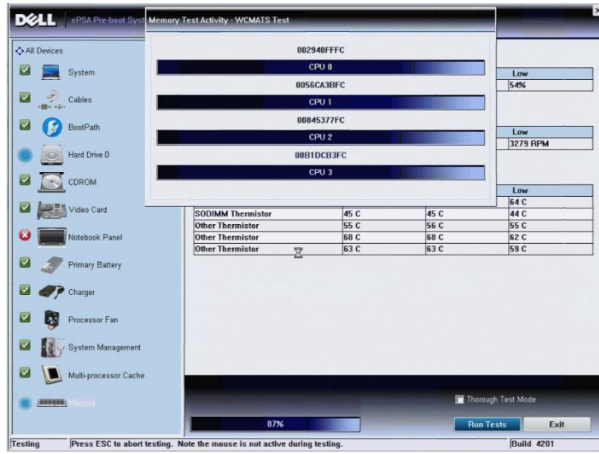 DELL
ePSA Pre-boot Syst
Memory Test Activity - WCMATS Test
All Devices
System
Cables
BootPath
Hard Drive 0
CDROM
Video Card
Notebook Panel
Primary Battery
Charger
Processor Fan
System Management
Multi-processor Cache
Memory
002940FFFC
CPU 0
0056CA3BFC
CPU 1
00845377FC
CPU 2
00B1DCB3FC
CPU 3
Low
54%
Low
3279 RPM
Low
64 C
SODIMM Thermistor 45 C 45 C 44 C
Other Thermistor 55 C 56 C 55 C
Other Thermistor 68 C 68 C 62 C
Other Thermistor 63 C 63 C 59 C
Thorough Test Mode
87%
Run Tests
Exit
Testing
Press ESC to abort testing. Note the mouse is not active during testing.
Build 4201